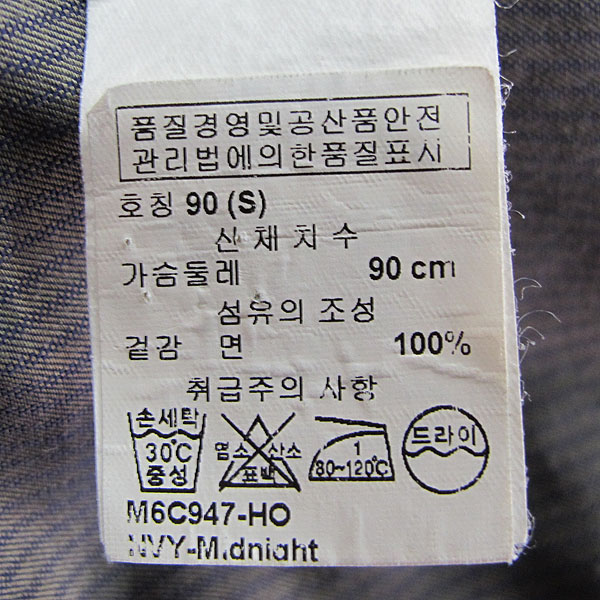 품질경영및공산품안전
관리법에의한품질표시
호칭 90 (S)
신체치수
가슴둘레 90 cm
섬유의 조성
겉감 면 100%
취급주의 사항
손세탁
30℃
중성
염소 산소
표백
1
80~120℃
드라이
M6C947-HO
NVY-Midnight